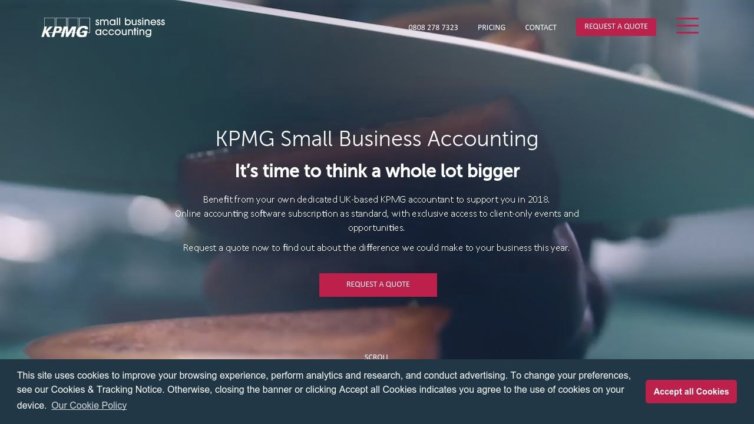 KPMG small business
accounting
0808 278 7323 PRICING CONTACT REQUEST A QUOTE
KPMG Small Business Accounting
It's time to think a whole lot bigger
Benefit from your own dedicated UK-based KPMG accountant to support you in 2018.
Online accounting software subscription as standard, with exclusive access to client-only events and
opportunities.
Request a quote now to find out about the difference we could make to your business this year.
REQUEST A QUOTE
SCROLL
This site uses cookies to improve your browsing experience, perform analytics and research, and conduct advertising. To change your preferences,
see our Cookies & Tracking Notice. Otherwise, closing the banner or clicking Accept all Cookies indicates you agree to the use of cookies on your
device. Our Cookie Policy
Accept all Cookies